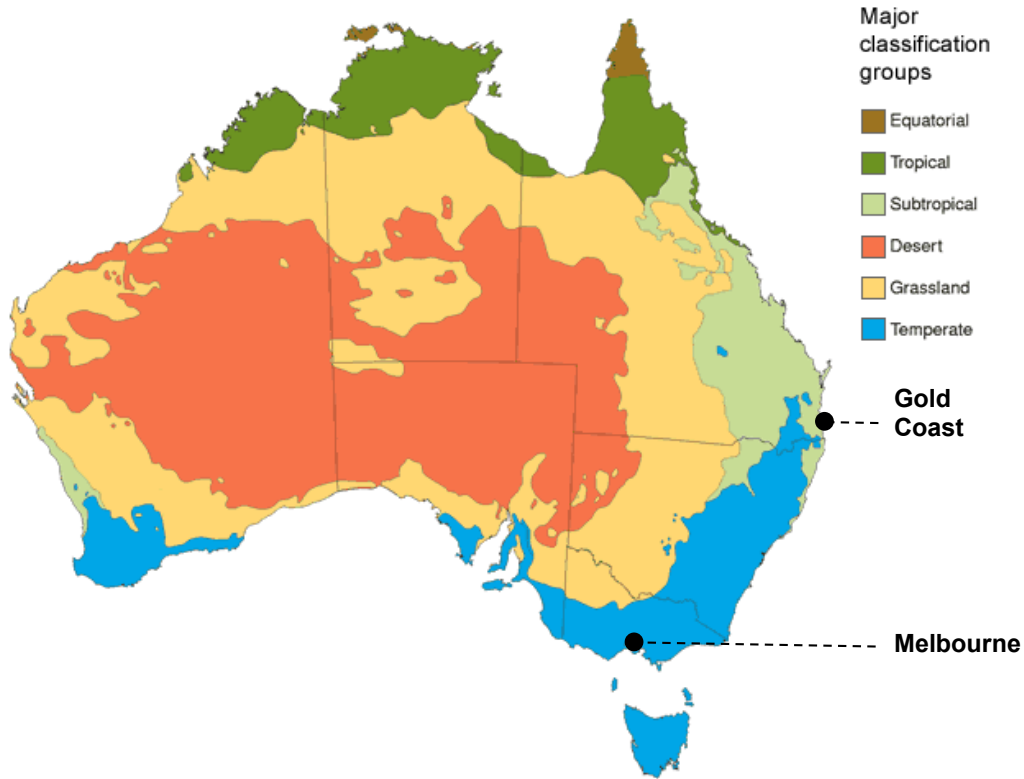 Major
classification
groups
Equatorial
Tropical
Subtropical
Desert
Grassland
Temperate
Gold
Coast
Melbourne